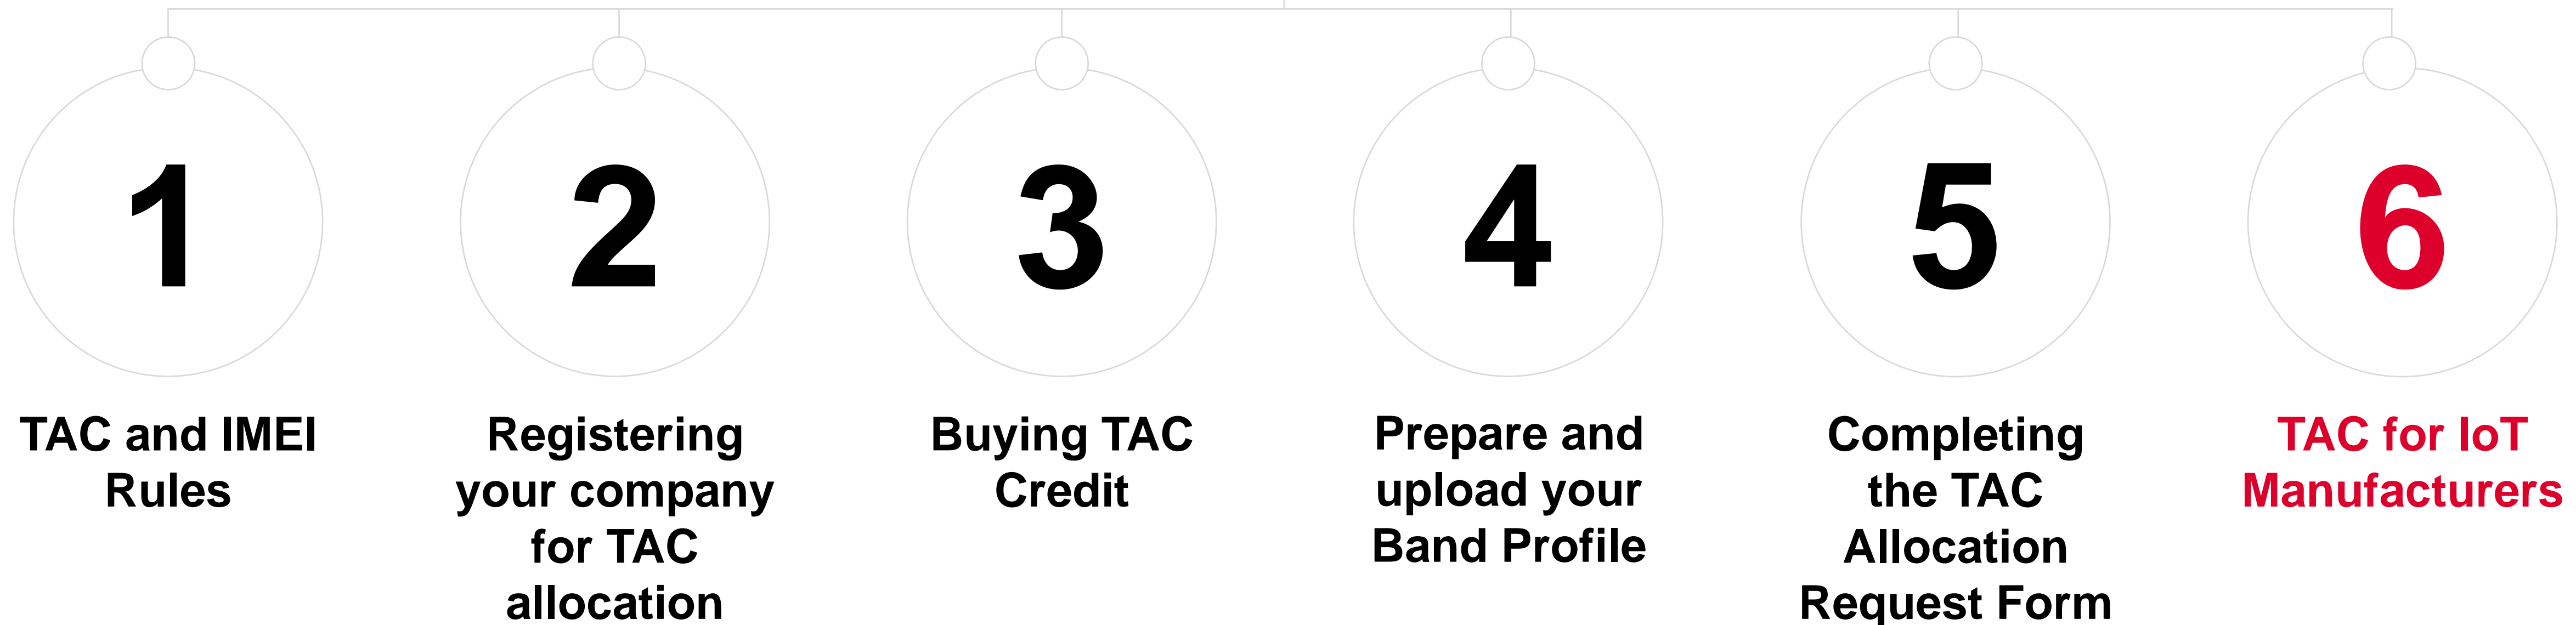 1
TAC and IMEI
Rules
2
Registering
your company
for TAC
allocation
3
Buying TAC
Credit
4
Prepare and
upload your
Band Profile
5
Completing
the TAC
Allocation
Request Form
6
TAC for IoT
Manufacturers